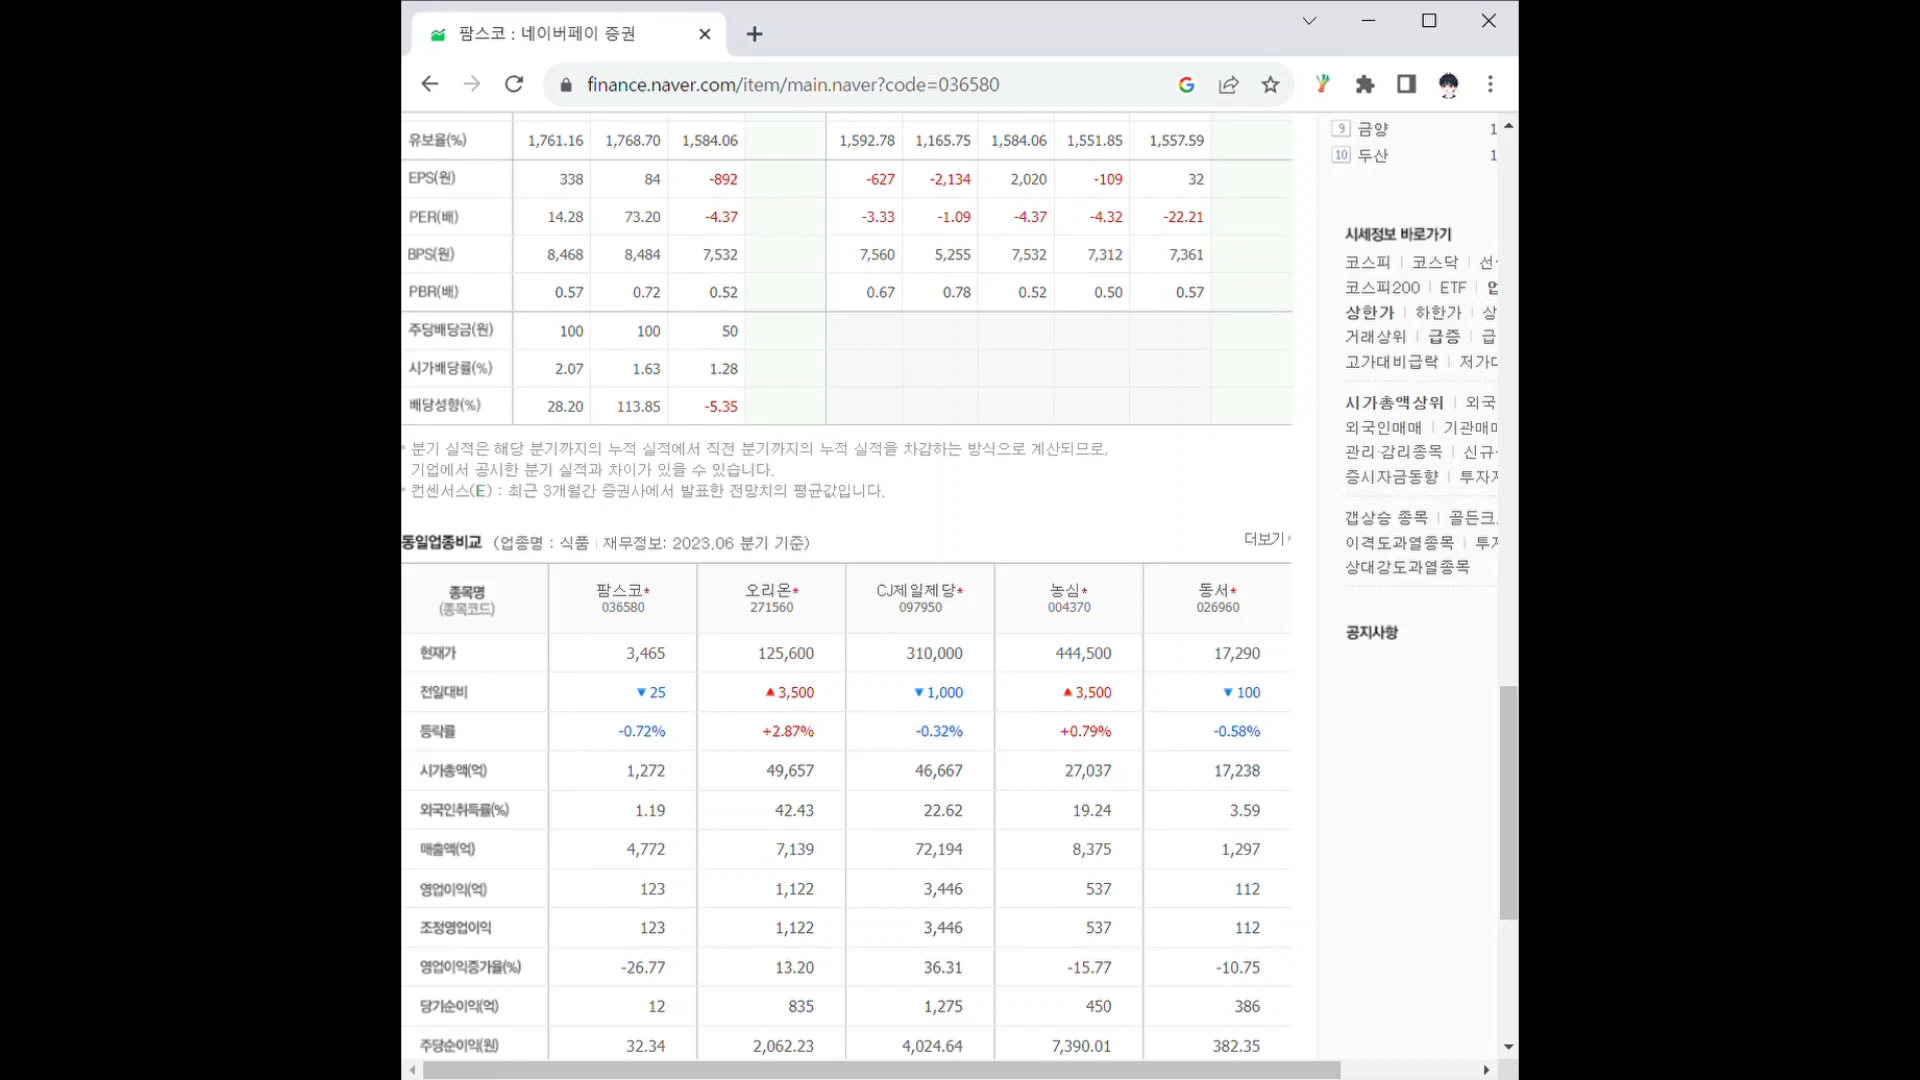 팜스코 : 네이버페이 증권
finance.naver.com/item/main.naver?code=036580
유보율(%) 1,761.16 1,768.70 1,584.06 1,592.78 1,165.75 1,584.06 1,551.85 1,557.59
EPS(원) 338 84 -892 -627 -2,134 2,020 -109 32
PER(배) 14.28 73.20 -4.37 -3.33 -1.09 -4.37 -4.32 -22.21
BPS(원) 8,468 8,484 7,532 7,560 5,255 7,532 7,312 7,361
PBR(배) 0.57 0.72 0.52 0.67 0.78 0.52 0.50 0.57
주당배당금(원) 100 100 50
시가배당률(%) 2.07 1.63 1.28
배당성향(%) 28.20 113.85 -5.35
* 분기 실적은 해당 분기까지의 누적 실적에서 직전 분기까지의 누적 실적을 차감하는 방식으로 계산되므로,
기업에서 공시한 분기 실적과 차이가 있을 수 있습니다.
* 컨센서스(E) : 최근 3개월간 증권사에서 발표한 전망치의 평균값입니다.
동일업종비교 (업종명 : 식품 | 재무정보: 2023.06 분기 기준) 더보기
종목명 팜스코* 오리온* CJ제일제당* 농심* 동서*
(종목코드) 036580 271560 097950 004370 026960
현재가 3,465 125,600 310,000 444,500 17,290
전일대비 ▼25 ▲3,500 ▼1,000 ▲3,500 ▼100
등락률 -0.72% +2.87% -0.32% +0.79% -0.58%
시가총액(억) 1,272 49,657 46,667 27,037 17,238
외국인취득률(%) 1.19 42.43 22.62 19.24 3.59
매출액(억) 4,772 7,139 72,194 8,375 1,297
영업이익(억) 123 1,122 3,446 537 112
조정영업이익 123 1,122 3,446 537 112
영업이익증가율(%) -26.77 13.20 36.31 -15.77 -10.75
당기순이익(억) 12 835 1,275 450 386
주당순이익(원) 32.34 2,062.23 4,024.64 7,390.01 382.35
9 금양 1
10 두산 1
시세정보 바로가기
코스피 | 코스닥 | 선
코스피200 | ETF | 업
상한가 | 하한가 | 상
거래상위 | 급증 | 급
고가대비급락 | 저가
시가총액상위 | 외국
외국인매매 | 기관매
관리·감리종목 | 신규
증시자금동향 | 투자
갭상승 종목 | 골든크
이격도과열종목 | 투
상대강도과열종목
공지사항